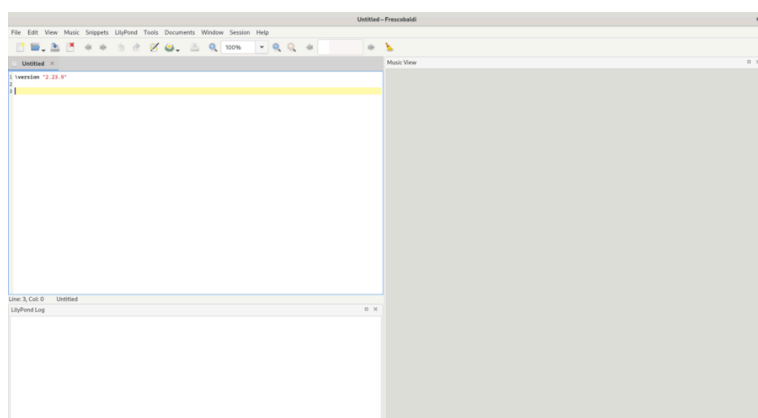 Untitled – Frescobaldi
File Edit View Music Snippets LilyPond Tools Documents Window Session Help
100%
Untitled
Music View
1 \version "2.23.9"
2
3
Line: 3, Col: 0 Untitled
LilyPond Log